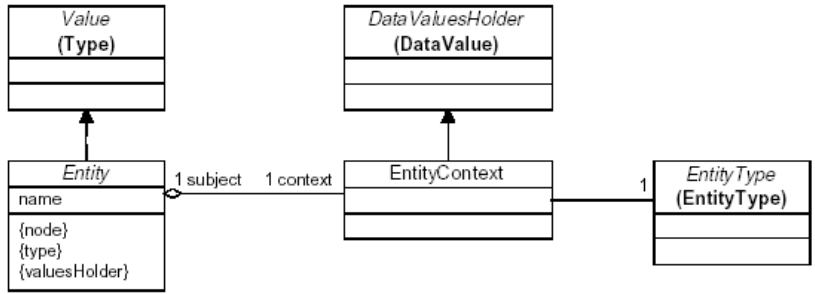 Value
(Type)
DataValuesHolder
(DataValue)
Entity
name
{node}
{type}
{valuesHolder}
1 subject
1 context
EntityContext
1
EntityType
(EntityType)